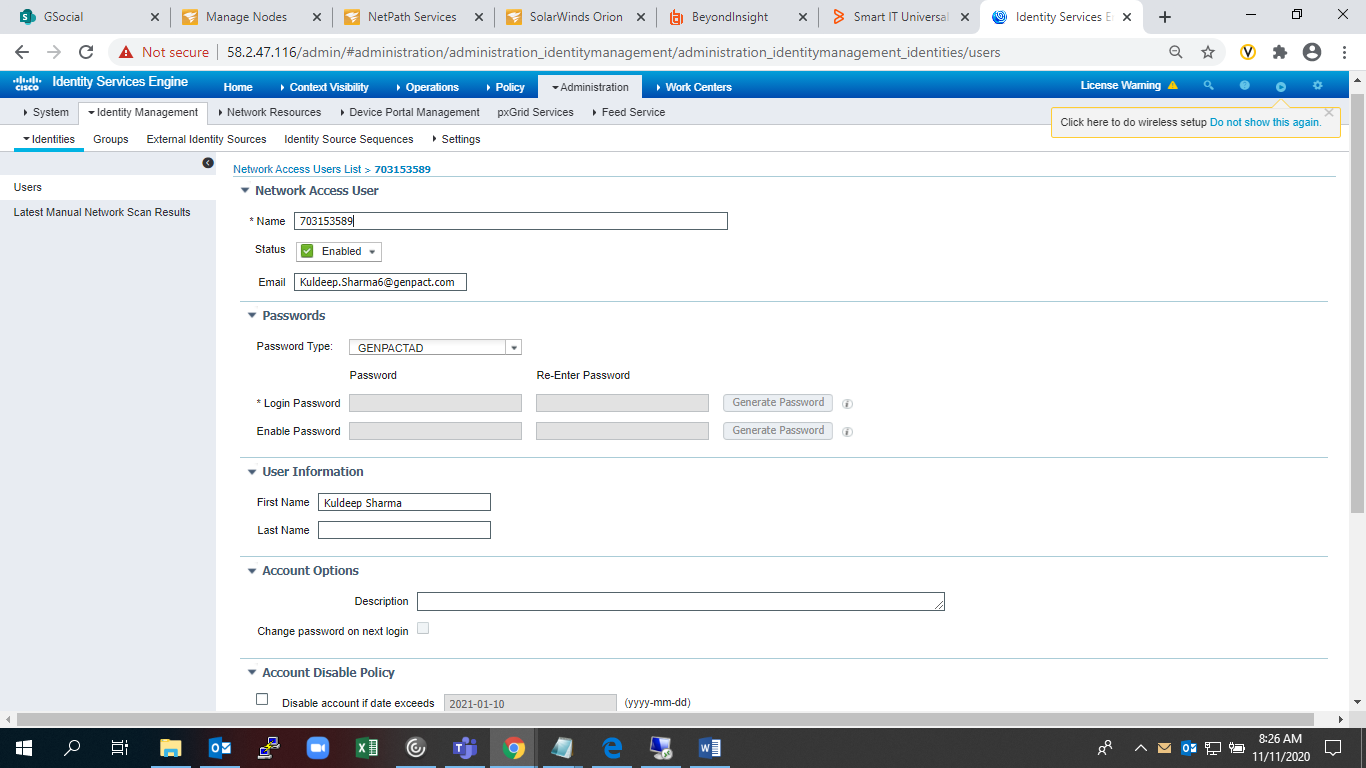 GSocial
Manage Nodes
NetPath Services
SolarWinds Orion
BeyondInsight
Smart IT Universal
Identity Services E
Not secure | 58.2.47.116/admin/#administration/administration_identitymanagement/administration_identitymanagement_identities/users
CISCO Identity Services Engine
Home Context Visibility Operations Policy Administration Work Centers
License Warning
System Identity Management Network Resources Device Portal Management pxGrid Services Feed Service
Click here to do wireless setup Do not show this again.
Identities Groups External Identity Sources Identity Source Sequences Settings
Users
Latest Manual Network Scan Results
Network Access Users List > 703153589
Network Access User
* Name 703153589
Status Enabled
Email Kuldeep.Sharma6@genpact.com
Passwords
Password Type: GENPACTAD
Password Re-Enter Password
* Login Password Generate Password
Enable Password Generate Password
User Information
First Name Kuldeep Sharma
Last Name
Account Options
Description
Change password on next login
Account Disable Policy
Disable account if date exceeds 2021-01-10 (yyyy-mm-dd)
8:26 AM
11/11/2020